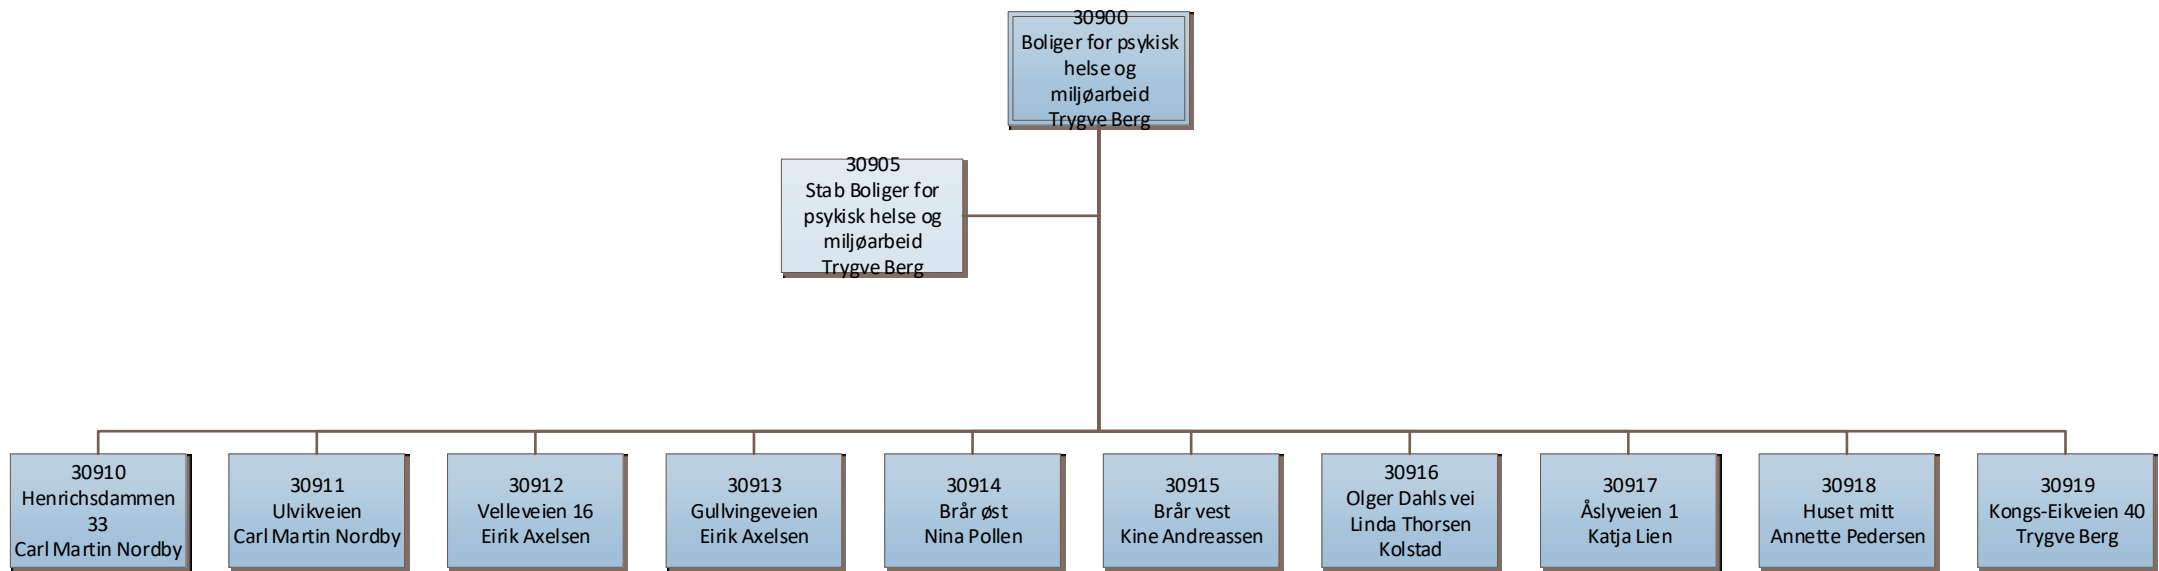 30900
Boliger for psykisk
helse og
miljøarbeid
Trygve Berg
30905
Stab Boliger for
psykisk helse og
miljøarbeid
Trygve Berg
30910
Henrichsdammen
33
Carl Martin Nordby
30911
Ulvikveien
Carl Martin Nordby
30912
Velleveien 16
Eirik Axelsen
30913
Gullvingeveien
Eirik Axelsen
30914
Brår øst
Nina Pollen
30915
Brår vest
Kine Andreassen
30916
Olger Dahls vei
Linda Thorsen
Kolstad
30917
Åslyveien 1
Katja Lien
30918
Huset mitt
Annette Pedersen
30919
Kongs-Eikveien 40
Trygve Berg